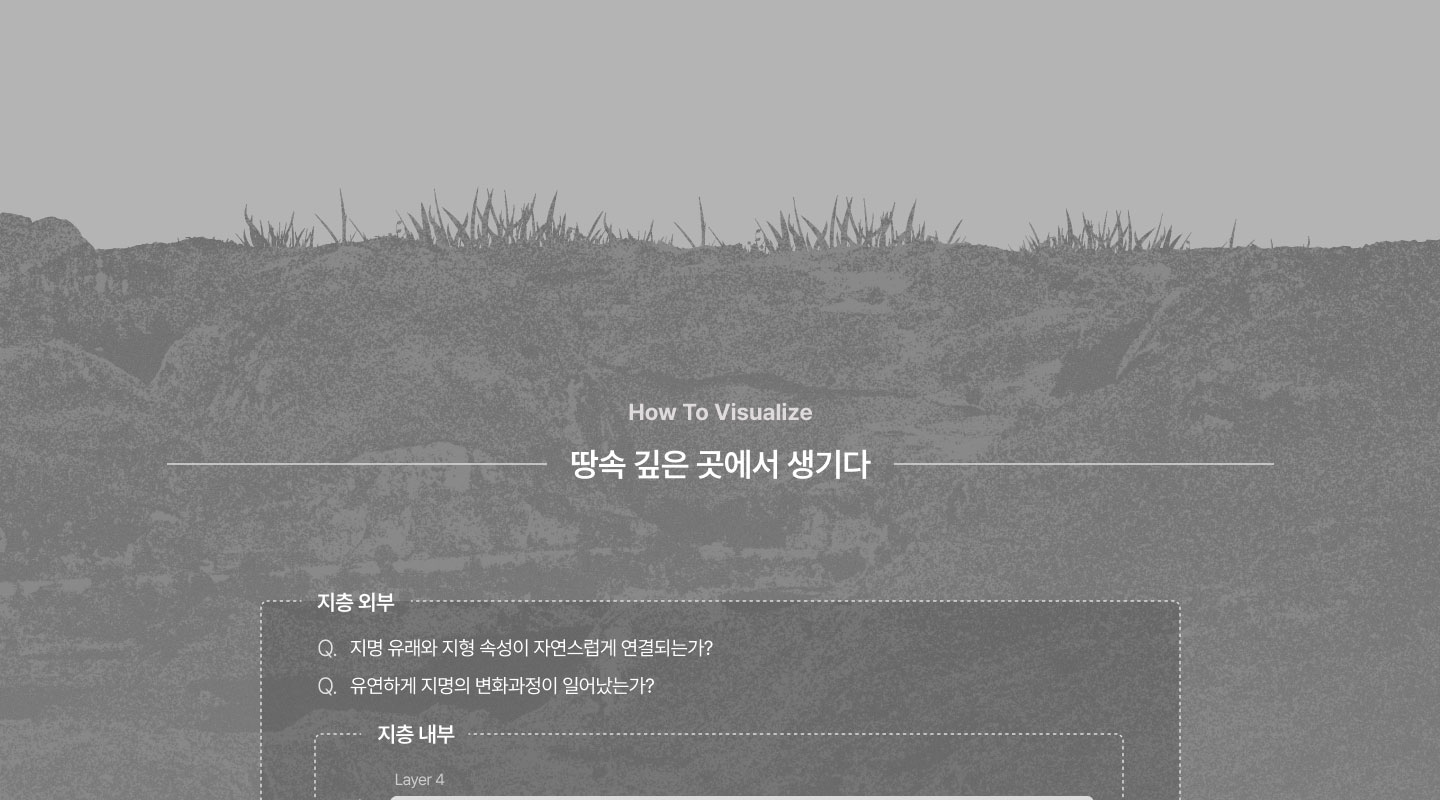 How To Visualize
땅속 깊은 곳에서 생기다
지층 외부
Q. 지명 유래와 지형 속성이 자연스럽게 연결되는가?
Q. 유연하게 지명의 변화과정이 일어났는가?
지층 내부
Layer 4